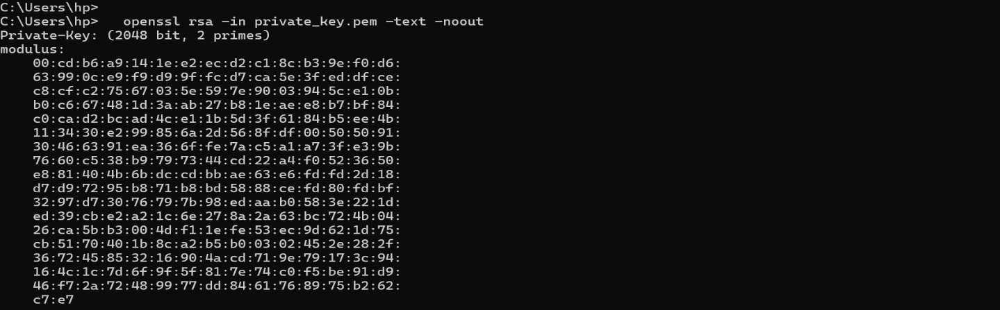 C:\Users\hp>
C:\Users\hp>   openssl rsa -in private_key.pem -text -noout
Private-Key: (2048 bit, 2 primes)
modulus:
    00:cd:b6:a9:14:1e:e2:ec:d2:c1:8c:b3:9e:f0:d6:
    63:99:0c:e9:f9:d9:9f:fc:d7:ca:5e:3f:ed:df:ce:
    c8:cf:c2:75:67:03:5e:59:7e:90:03:94:5c:e1:0b:
    b0:c6:67:48:1d:3a:ab:27:b8:1e:ae:e8:b7:bf:84:
    c0:ca:d2:bc:ad:4c:e1:1b:5d:3f:61:84:b5:ee:4b:
    11:34:30:e2:99:85:6a:2d:56:8f:df:00:50:50:91:
    30:46:63:91:ea:36:6f:fe:7a:c5:a1:a7:3f:e3:9b:
    76:60:c5:38:b9:79:73:44:cd:22:a4:f0:52:36:50:
    e8:81:40:4b:6b:dc:cd:bb:ae:63:e6:fd:fd:2d:18:
    d7:d9:72:95:b8:71:b8:bd:58:88:ce:fd:80:fd:bf:
    32:97:d7:30:76:79:7b:98:ed:aa:b0:58:3e:22:1d:
    ed:39:cb:e2:a2:1c:6e:27:8a:2a:63:bc:72:4b:04:
    26:ca:5b:b3:00:4d:f1:1e:fe:53:ec:9d:62:1d:75:
    cb:51:70:40:1b:8c:a2:b5:b0:03:02:45:2e:28:2f:
    36:72:45:85:32:16:90:4a:cd:71:9e:79:17:3c:94:
    16:4c:1c:7d:6f:9f:5f:81:7e:74:c0:f5:be:91:d9:
    46:f7:2a:72:48:99:77:dd:84:61:76:89:75:b2:62:
    c7:e7